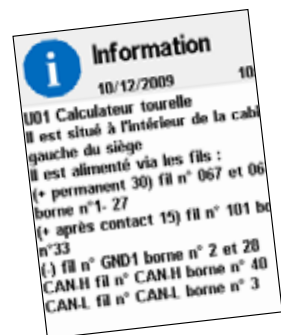 Information
10/12/2009 10
U01 Calculateur tourelle
Il est situé à l'intérieur de la cabi
gauche du siège
Il est alimenté via les fils :
(+ permanent 30) fil n° 067 et 06
borne n°1- 27
(+ après contact 15) fil n° 101 bo
n°33
(-) fil n° GND1 borne n° 2 et 28
CAN-H fil n° CAN-H borne n° 40
CAN-L fil n° CAN-L borne n° 3